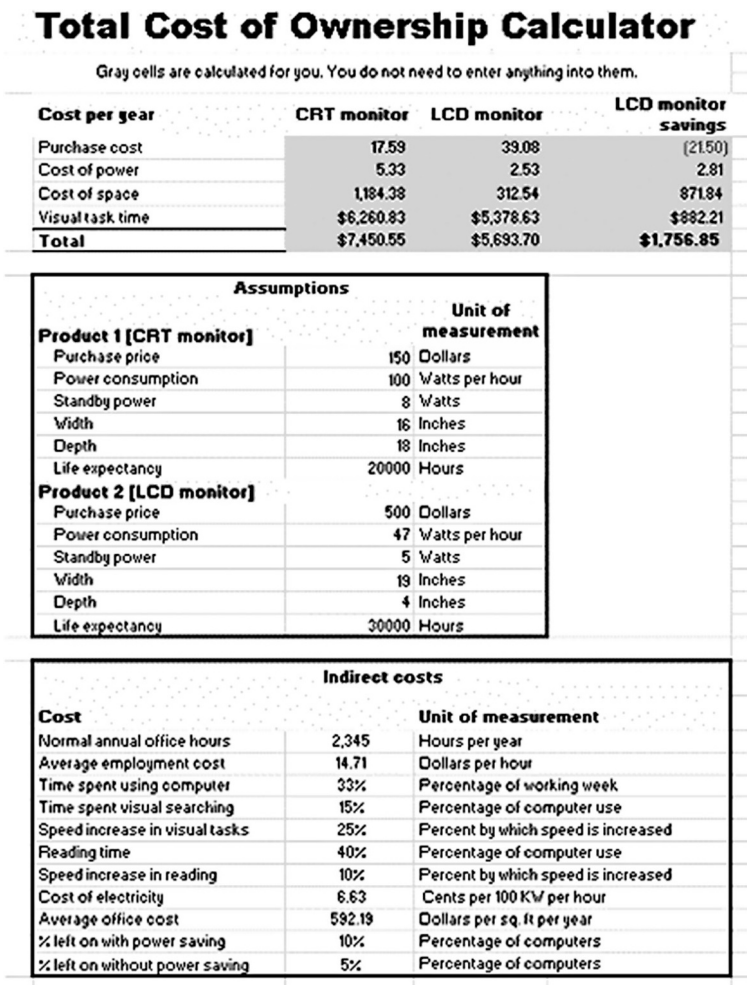 Total Cost of Ownership Calculator
Gray cells are calculated for you. You do not need to enter anything into them.
Cost per year CRT monitor LCD monitor LCD monitor savings
Purchase cost 17.59 39.08 (21.50)
Cost of power 5.33 2.53 2.81
Cost of space 1,184.38 312.54 871.84
Visual task time $6,260.83 $5,378.63 $882.21
Total $7,450.55 $5,693.70 $1,756.85
Assumptions
Unit of measurement
Product 1 [CRT monitor]
Purchase price 150 Dollars
Power consumption 100 Watts per hour
Standby power 8 Watts
Width 16 Inches
Depth 18 Inches
Life expectancy 20000 Hours
Product 2 [LCD monitor]
Purchase price 500 Dollars
Power consumption 47 Watts per hour
Standby power 5 Watts
Width 19 Inches
Depth 4 Inches
Life expectancy 30000 Hours
Indirect costs
Cost Unit of measurement
Normal annual office hours 2,345 Hours per year
Average employment cost 14.71 Dollars per hour
Time spent using computer 33% Percentage of working week
Time spent visual searching 15% Percentage of computer use
Speed increase in visual tasks 25% Percent by which speed is increased
Reading time 40% Percentage of computer use
Speed increase in reading 10% Percent by which speed is increased
Cost of electricity 6.63 Cents per 100 KW per hour
Average office cost 592.19 Dollars per sq. ft per year
% left on with power saving 10% Percentage of computers
% left on without power saving 5% Percentage of computers